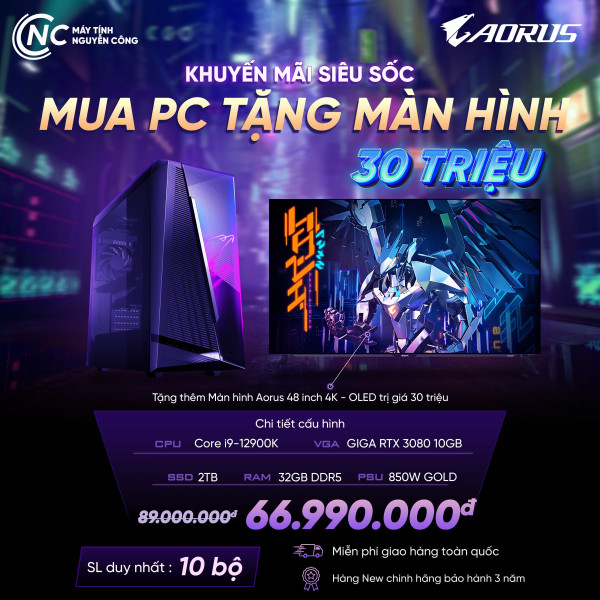 NC MÁY TÍNH
NGUYỄN CÔNG
AORUS
KHUYẾN MÃI SIÊU SỐC
MUA PC TẶNG MÀN HÌNH
30 TRIỆU
Tặng thêm Màn hình Aorus 48 inch 4K - OLED trị giá 30 triệu
Chi tiết cấu hình
CPU Core i9-12900K VGA GIGA RTX 3080 10GB
SSD 2TB RAM 32GB DDR5 PSU 850W GOLD
89.000.000đ 66.990.000đ
SL duy nhất : 10 bộ
Miễn phí giao hàng toàn quốc
Hàng New chính hãng bảo hành 3 năm